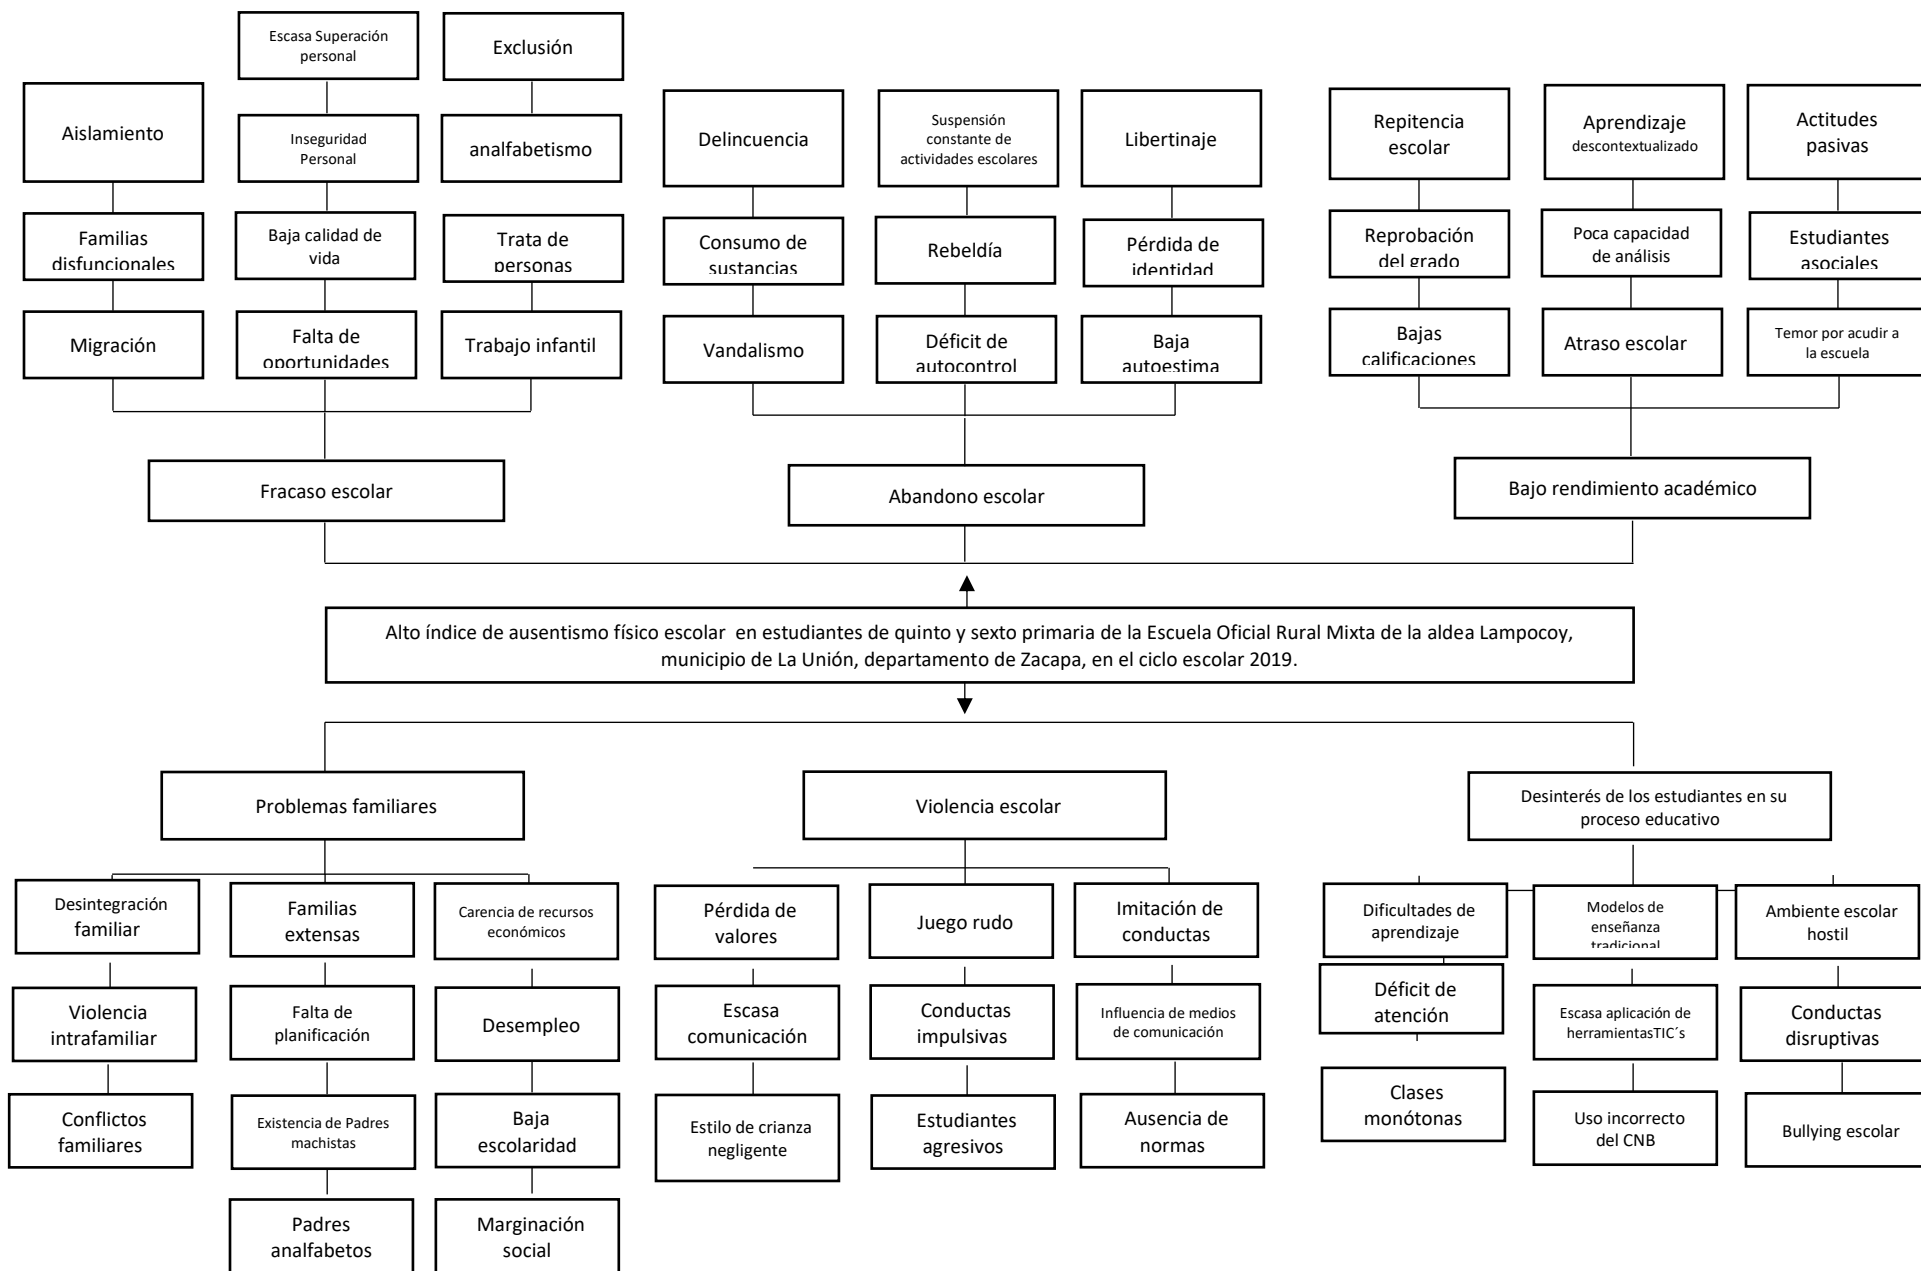 Escasa Superación
personal
Exclusión
Aislamiento
Inseguridad
Personal
analfabetismo
Delincuencia
Suspensión
constante de
actividades escolares
Libertinaje
Repitencia
escolar
Aprendizaje
descontextualizado
Actitudes
pasivas
Familias
disfuncionales
Baja calidad de
vida
Trata de
personas
Consumo de
sustancias
Rebeldía
Pérdida de
identidad
Reprobación
del grado
Poca capacidad
de análisis
Estudiantes
asociales
Migración
Falta de
oportunidades
Trabajo infantil
Vandalismo
Déficit de
autocontrol
Baja
autoestima
Bajas
calificaciones
Atraso escolar
Temor por acudir a
la escuela
Fracaso escolar
Abandono escolar
Bajo rendimiento académico
Alto índice de ausentismo físico escolar  en estudiantes de quinto y sexto primaria de la Escuela Oficial Rural Mixta de la aldea Lampocoy,
municipio de La Unión, departamento de Zacapa, en el ciclo escolar 2019.
Problemas familiares
Violencia escolar
Desinterés de los estudiantes en su
proceso educativo
Desintegración
familiar
Familias
extensas
Carencia de recursos
económicos
Pérdida de
valores
Juego rudo
Imitación de
conductas
Dificultades de
aprendizaje
Modelos de
enseñanza
tradicional
Ambiente escolar
hostil
Violencia
intrafamiliar
Falta de
planificación
Desempleo
Escasa
comunicación
Conductas
impulsivas
Influencia de medios
de comunicación
Déficit de
atención
Escasa aplicación de
herramientasTIC´s
Conductas
disruptivas
Conflictos
familiares
Existencia de Padres
machistas
Baja
escolaridad
Estilo de crianza
negligente
Estudiantes
agresivos
Ausencia de
normas
Clases
monótonas
Uso incorrecto
del CNB
Bullying escolar
Padres
analfabetos
Marginación
social